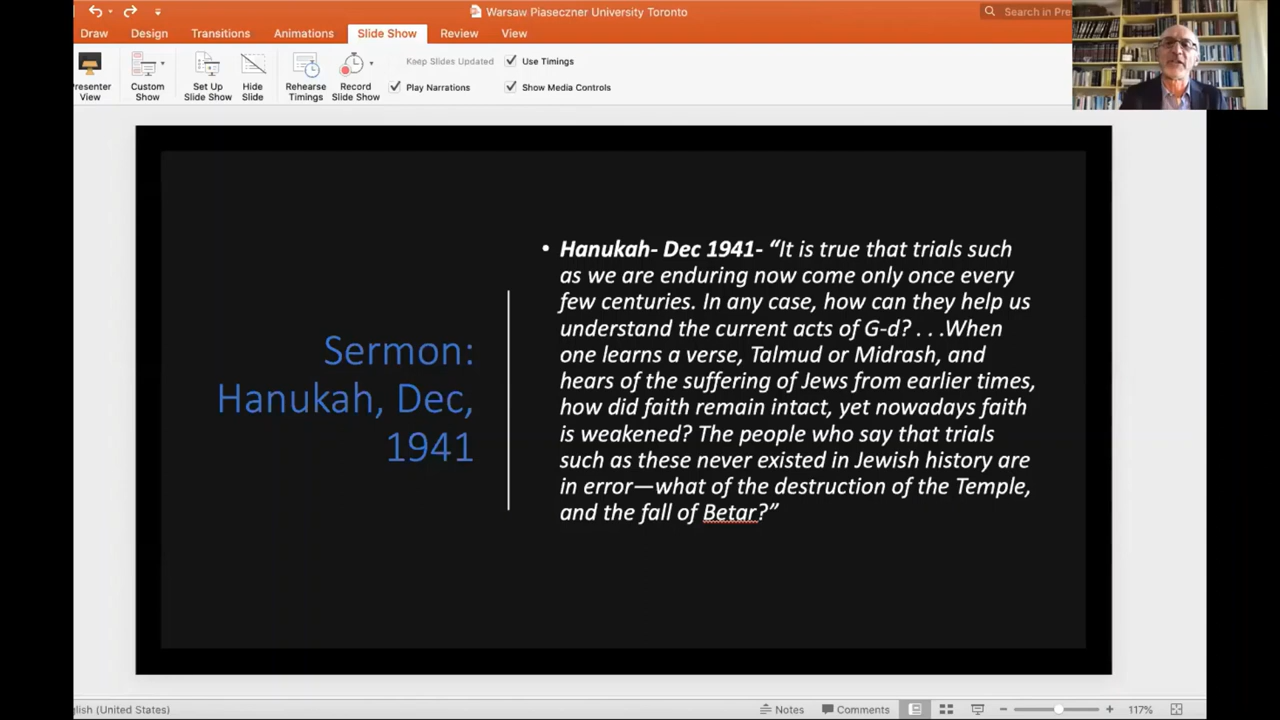 Warsaw Piaseczner University Toronto
Search in Pre
Draw Design Transitions Animations Slide Show Review View
Keep Slides Updated
Use Timings
Play Narrations
Show Media Controls
resenter View
Custom Show
Set Up Slide Show
Hide Slide
Rehearse Timings
Record Slide Show
Sermon:
Hanukah, Dec,
1941
• Hanukah- Dec 1941- “It is true that trials such
as we are enduring now come only once every
few centuries. In any case, how can they help us
understand the current acts of G-d? . . .When
one learns a verse, Talmud or Midrash, and
hears of the suffering of Jews from earlier times,
how did faith remain intact, yet nowadays faith
is weakened? The people who say that trials
such as these never existed in Jewish history are
in error—what of the destruction of the Temple,
and the fall of Betar?”
glish (United States)
Notes Comments 117%